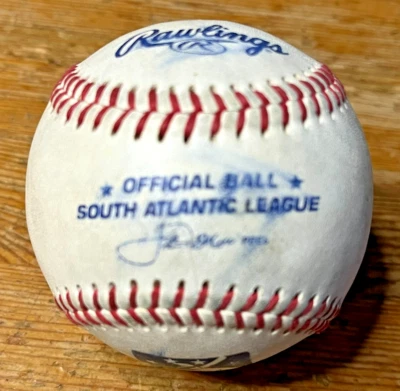 Rawlings
R
★ OFFICIAL BALL ★
SOUTH ATLANTIC LEAGUE